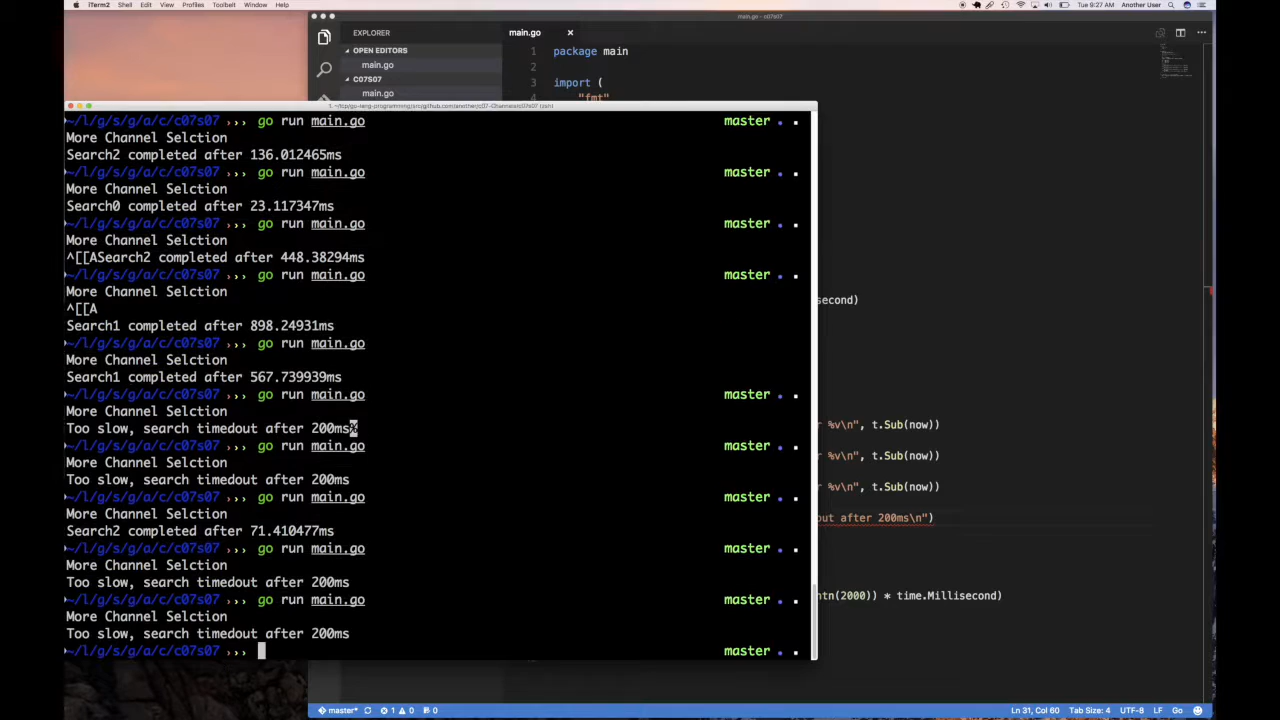 iTerm2 Shell Edit View Profiles Toolbelt Window Help
Tue 9:27 AM Another User
main.go - c07s07
EXPLORER
OPEN EDITORS
main.go
C07S07
main.go
main.go
1 package main
2
3 import (
4 "fmt"
~/l/g/s/g/a/c/c07s07 ››› go run main.go master
More Channel Selction
Search2 completed after 136.012465ms
~/l/g/s/g/a/c/c07s07 ››› go run main.go master
More Channel Selction
Search0 completed after 23.117347ms
~/l/g/s/g/a/c/c07s07 ››› go run main.go master
More Channel Selction
^[[ASearch2 completed after 448.38294ms
~/l/g/s/g/a/c/c07s07 ››› go run main.go master
More Channel Selction
^[[A
Search1 completed after 898.24931ms
~/l/g/s/g/a/c/c07s07 ››› go run main.go master
More Channel Selction
Search1 completed after 567.739939ms
~/l/g/s/g/a/c/c07s07 ››› go run main.go master
More Channel Selction
Too slow, search timedout after 200ms%
~/l/g/s/g/a/c/c07s07 ››› go run main.go master
More Channel Selction
Too slow, search timedout after 200ms
~/l/g/s/g/a/c/c07s07 ››› go run main.go master
More Channel Selction
Search2 completed after 71.410477ms
~/l/g/s/g/a/c/c07s07 ››› go run main.go master
More Channel Selction
Too slow, search timedout after 200ms
~/l/g/s/g/a/c/c07s07 ››› go run main.go master
More Channel Selction
Too slow, search timedout after 200ms
~/l/g/s/g/a/c/c07s07 ››› master
second)
%v\n", t.Sub(now))
%v\n", t.Sub(now))
%v\n", t.Sub(now))
out after 200ms\n")
ntn(2000)) * time.Millisecond)
master* 1 0 0 Ln 31, Col 60 Tab Size: 4 UTF-8 LF Go